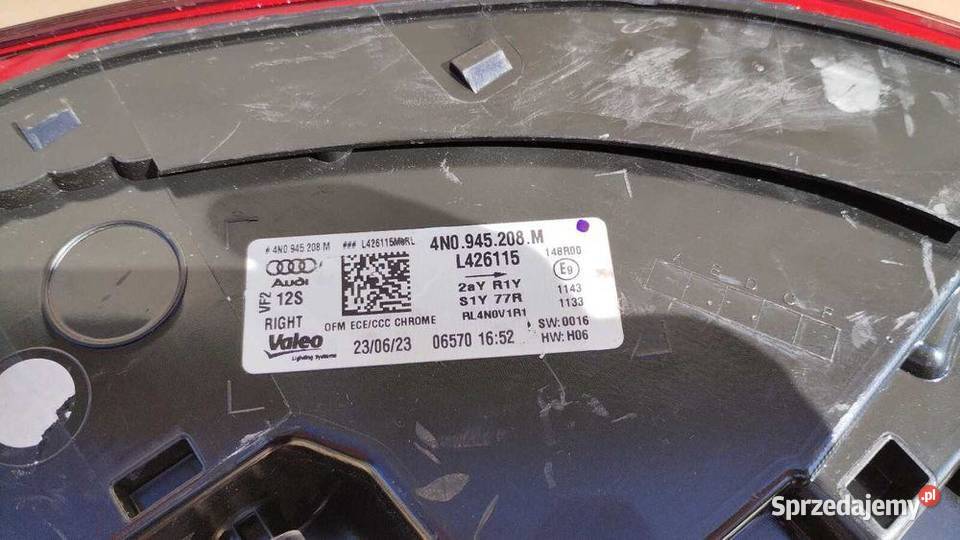 # 4N0.945.208 M ### L426115M0RL
Audi
VF2 12S
RIGHT
OFM ECE/CCC CHROME
Valeo
Lighting Systems
23/06/23 06570 16:52
4N0.945.208.M
L426115
148R00
2aY R1Y
E9
S1Y 77R
1143
1133
RL4N0V1R1
SW:0016
HW:H06
A B C D E F
Sprzedajemy.pl